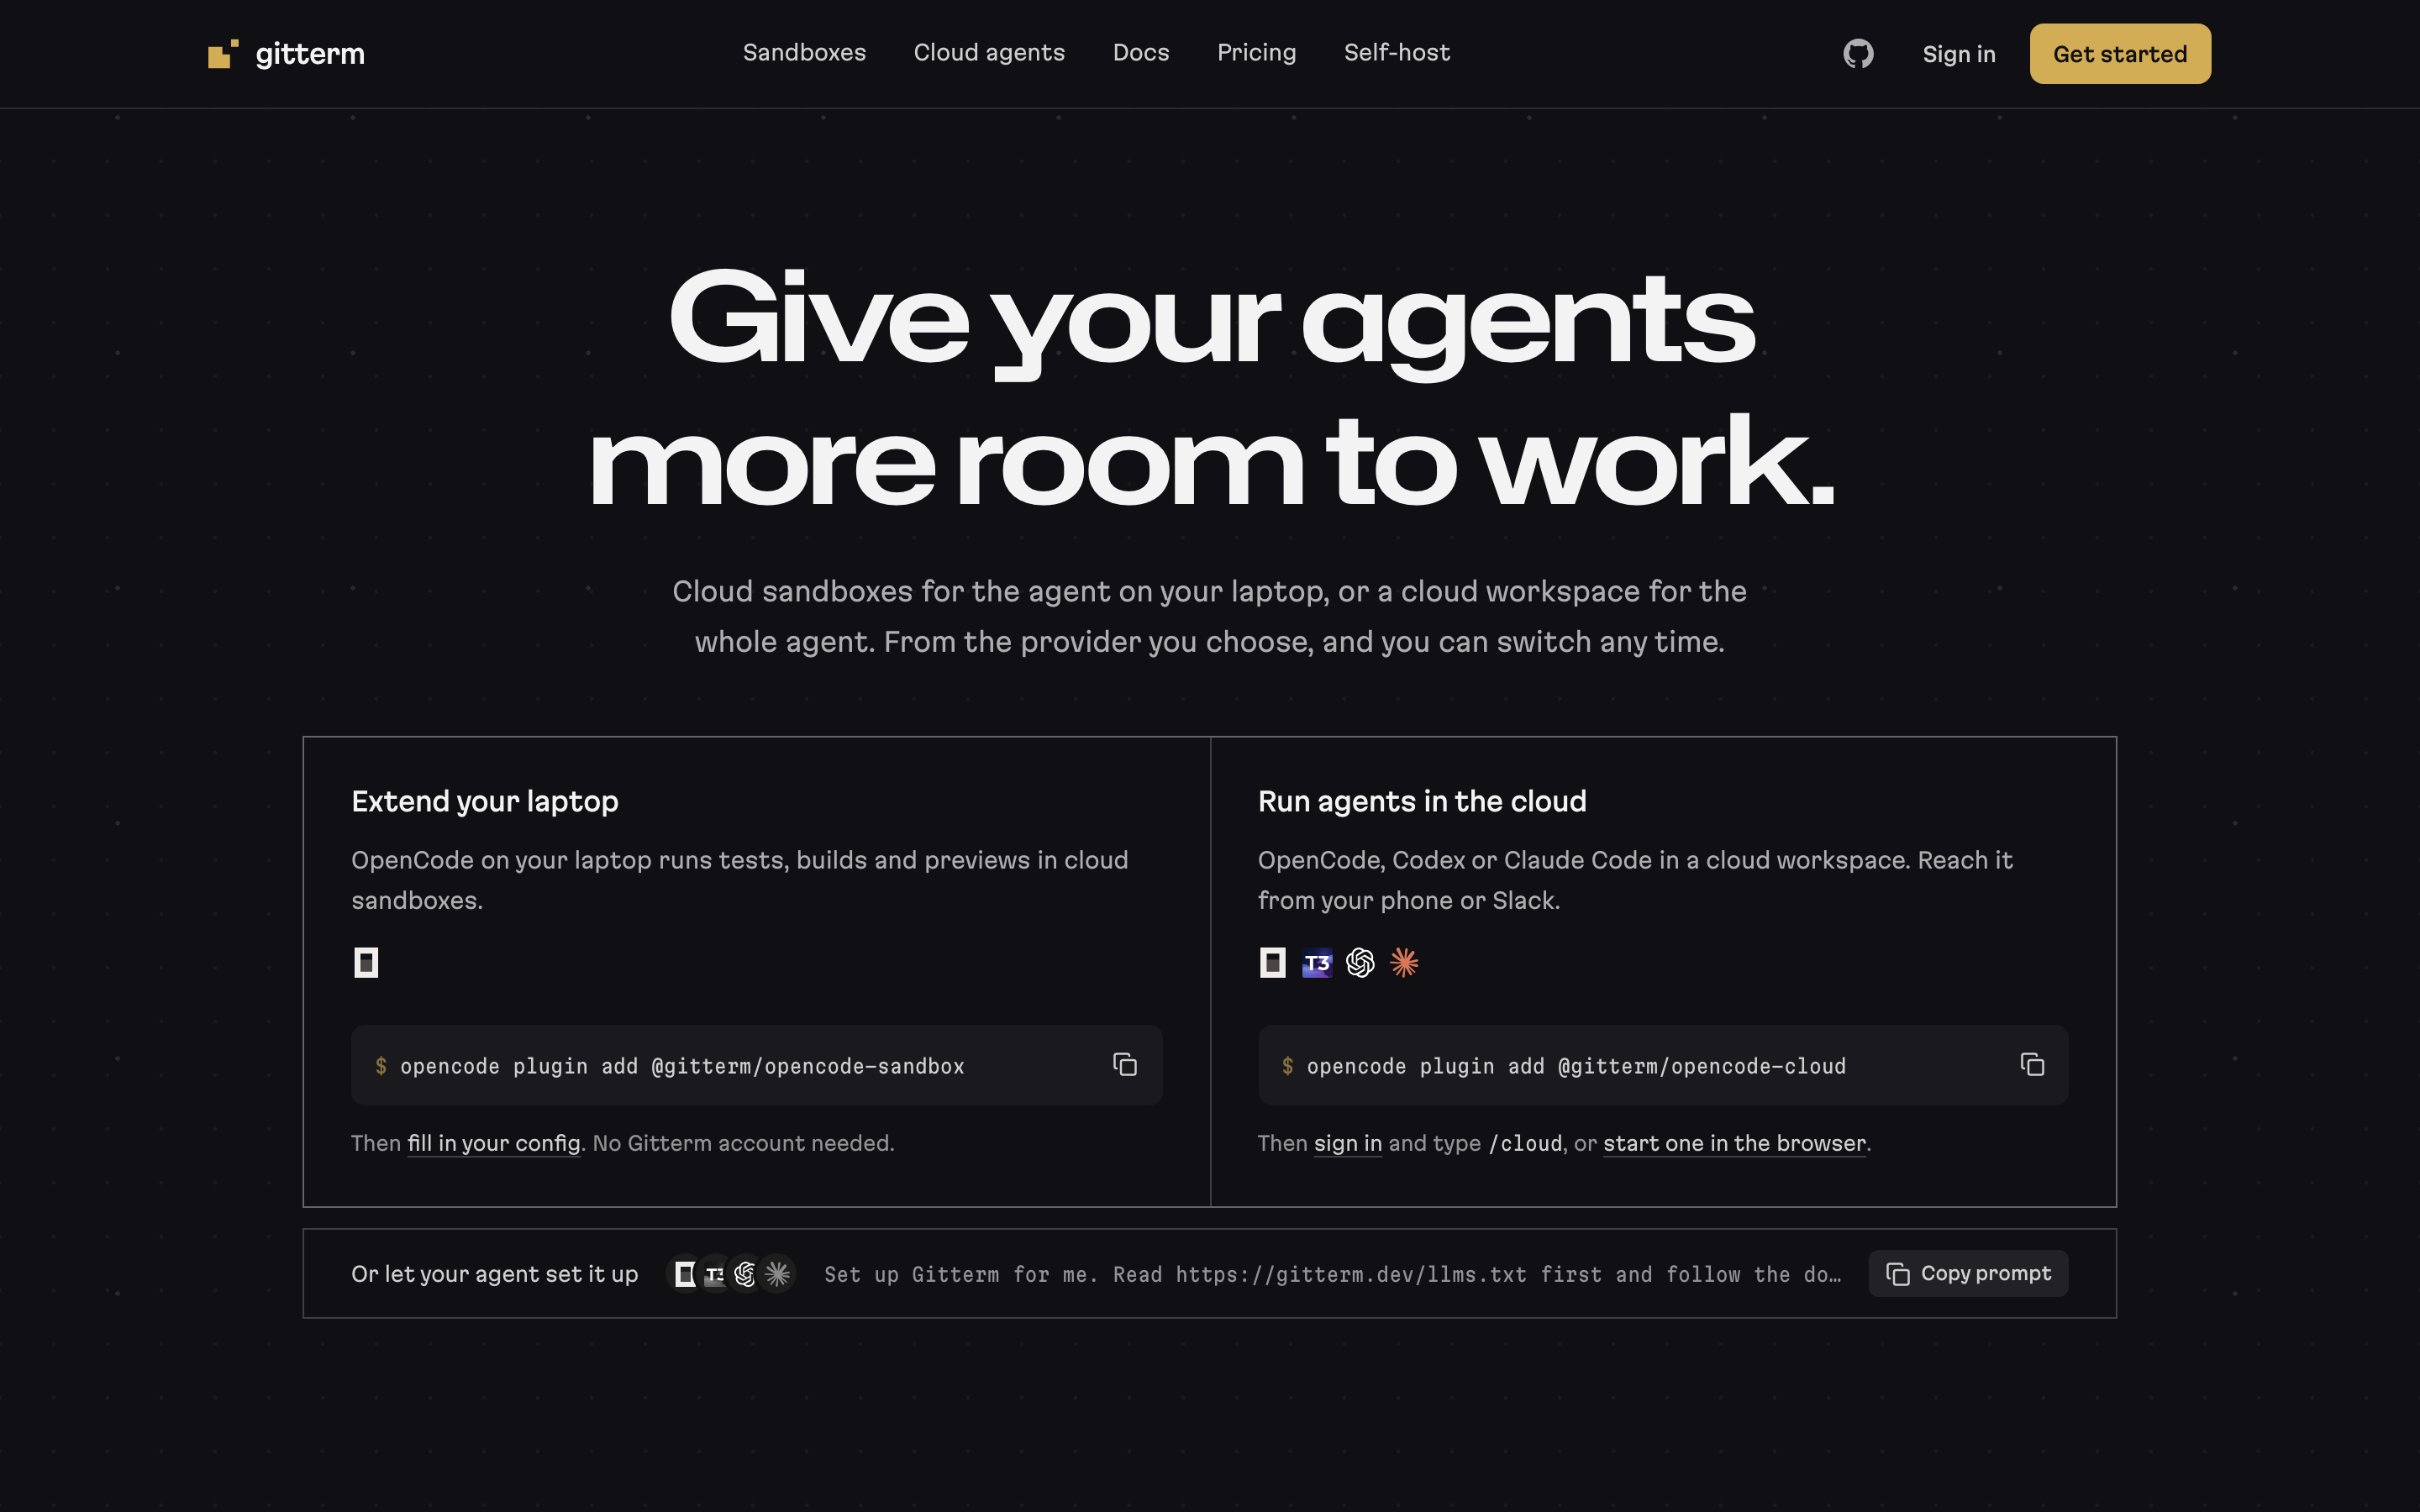 gitterm
Sandboxes Cloud agents Docs Pricing Self-host
Sign in Get started
Give your agents
more room to work.
Cloud sandboxes for the agent on your laptop, or a cloud workspace for the
whole agent. From the provider you choose, and you can switch any time.
Extend your laptop
OpenCode on your laptop runs tests, builds and previews in cloud
sandboxes.
$ opencode plugin add @gitterm/opencode-sandbox
Then fill in your config. No Gitterm account needed.
Run agents in the cloud
OpenCode, Codex or Claude Code in a cloud workspace. Reach it
from your phone or Slack.
T3
$ opencode plugin add @gitterm/opencode-cloud
Then sign in and type /cloud, or start one in the browser.
Or let your agent set it up T3 Set up Gitterm for me. Read https://gitterm.dev/llms.txt first and follow the do… Copy prompt